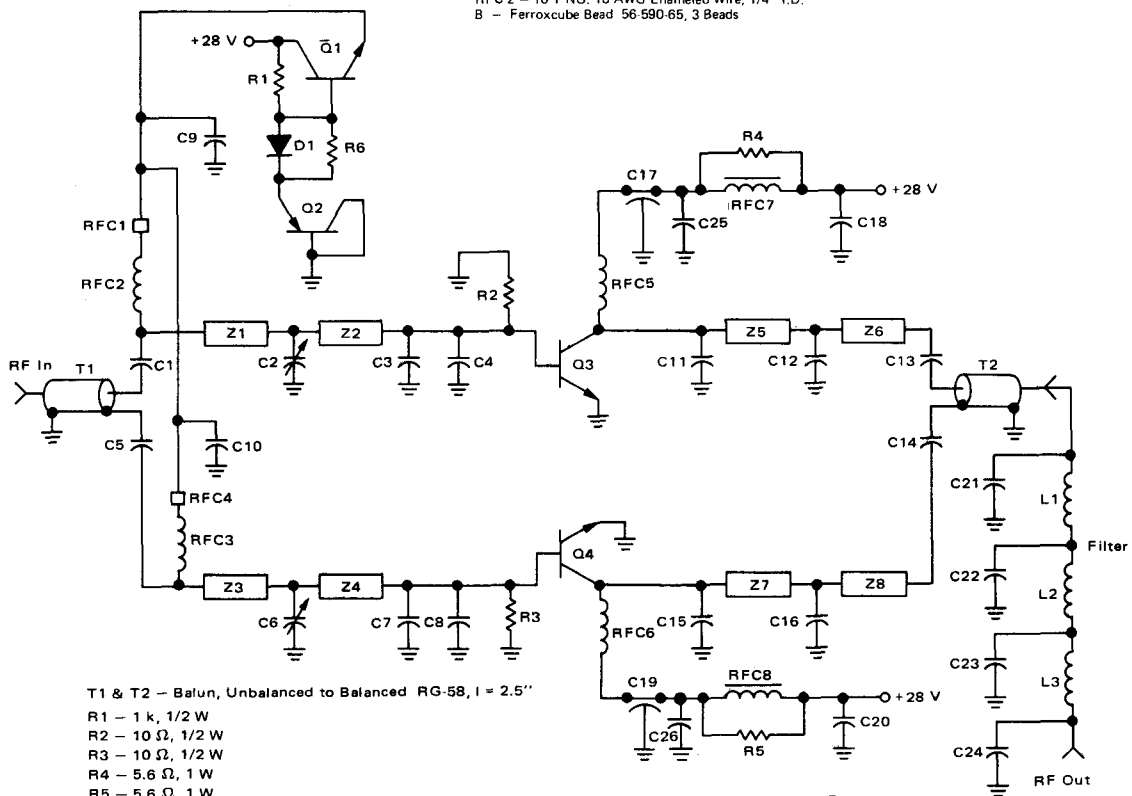 RFC 2 — 10 T NO. 18 AWG Enameled Wire, 1/4" I.D.
B — Ferroxcube Bead 56-590-65, 3 Beads
+28 V
Q1
R1
D1
R6
C9
Q2
RFC1
RFC2
R4
C17
RFC7
+28 V
C25
C18
RFC5
R2
Z1
Z2
C2
C3
C4
Q3
Z5
Z6
C11
C12
C13
RF In
T1
C1
T2
C5
C10
C14
RFC4
RFC3
C21
L1
Filter
C22
L2
C23
L3
C24
RF Out
Q4
Z3
Z4
C6
C7
C8
R3
Z7
Z8
C15
C16
RFC6
C19
RFC8
+28 V
C26
R5
C20
T1 & T2 — Balun, Unbalanced to Balanced RG-58, l = 2.5"
R1 — 1 k, 1/2 W
R2 — 10 Ω, 1/2 W
R3 — 10 Ω, 1/2 W
R4 — 5.6 Ω, 1 W
R5 — 5.6 Ω, 1 W